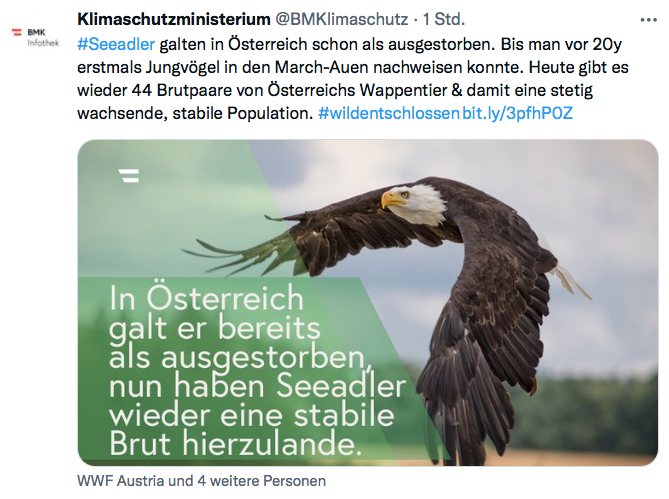 BMK
Infothek
Klimaschutzministerium @BMKlimaschutz · 1 Std.
#Seeadler galten in Österreich schon als ausgestorben. Bis man vor 20y
erstmals Jungvögel in den March-Auen nachweisen konnte. Heute gibt es
wieder 44 Brutpaare von Österreichs Wappentier & damit eine stetig
wachsende, stabile Population. #wildentschlossen bit.ly/3pfhP0Z
In Österreich
galt er bereits
als ausgestorben,
nun haben Seeadler
wieder eine stabile
Brut hierzulande.
WWF Austria und 4 weitere Personen